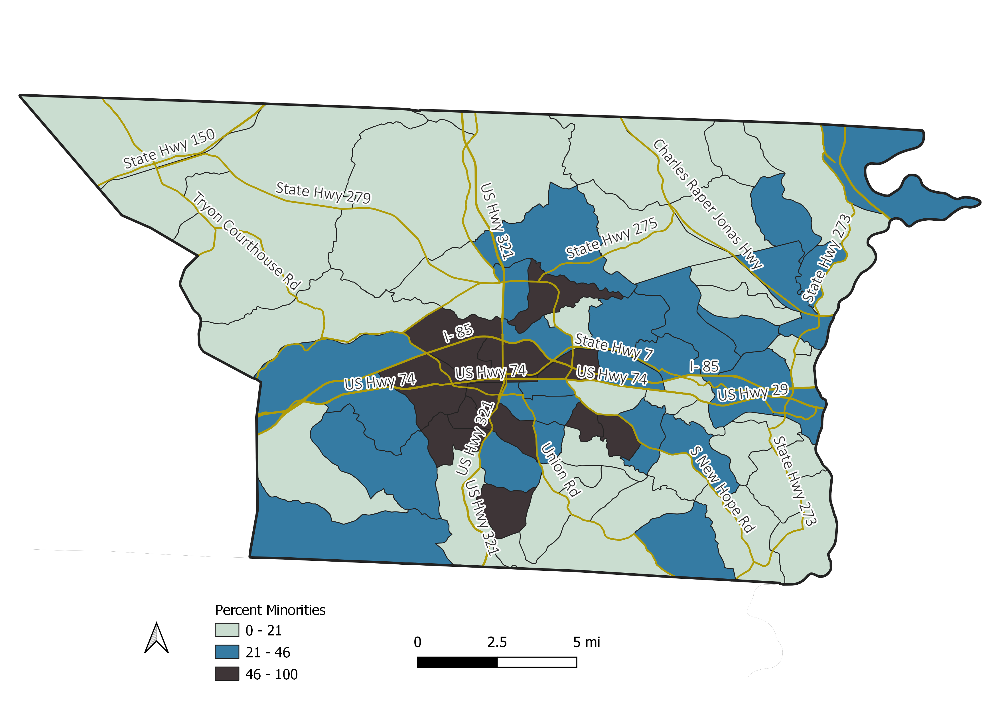 State Hwy 150
Charles Raper Jonas Hwy
State Hwy 279
US Hwy 321
Tryon Courthouse Rd
State Hwy 275
State Hwy 273
I- 85
State Hwy 7
I- 85
US Hwy 74
US Hwy 74
US Hwy 74
US Hwy 29
US Hwy 321
Union Rd
S New Hope Rd
State Hwy 273
US Hwy 321
Percent Minorities
0 - 21
21 - 46
46 - 100
0 2.5 5 mi